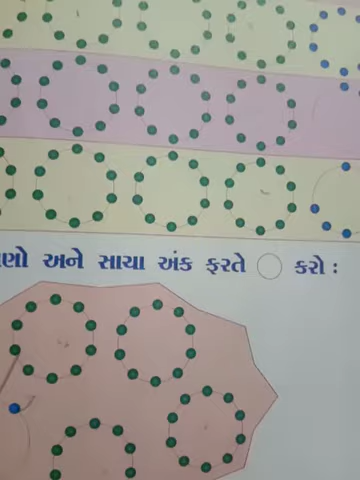 અને સાચા અંક ફરતે ◯ કરો :